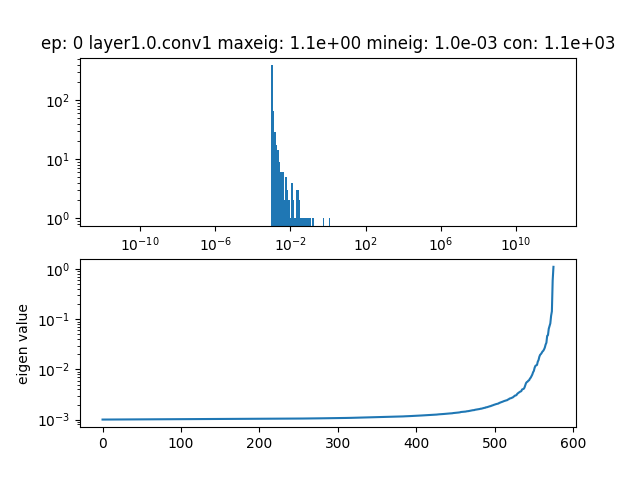 ep: 0 layer1.0.conv1 maxeig: 1.1e+00 mineig: 1.0e-03 con: 1.1e+03
10²
10¹
10⁰
10⁻¹⁰ 10⁻⁶ 10⁻² 10² 10⁶ 10¹⁰
eigen value
10⁰
10⁻¹
10⁻²
10⁻³
0 100 200 300 400 500 600